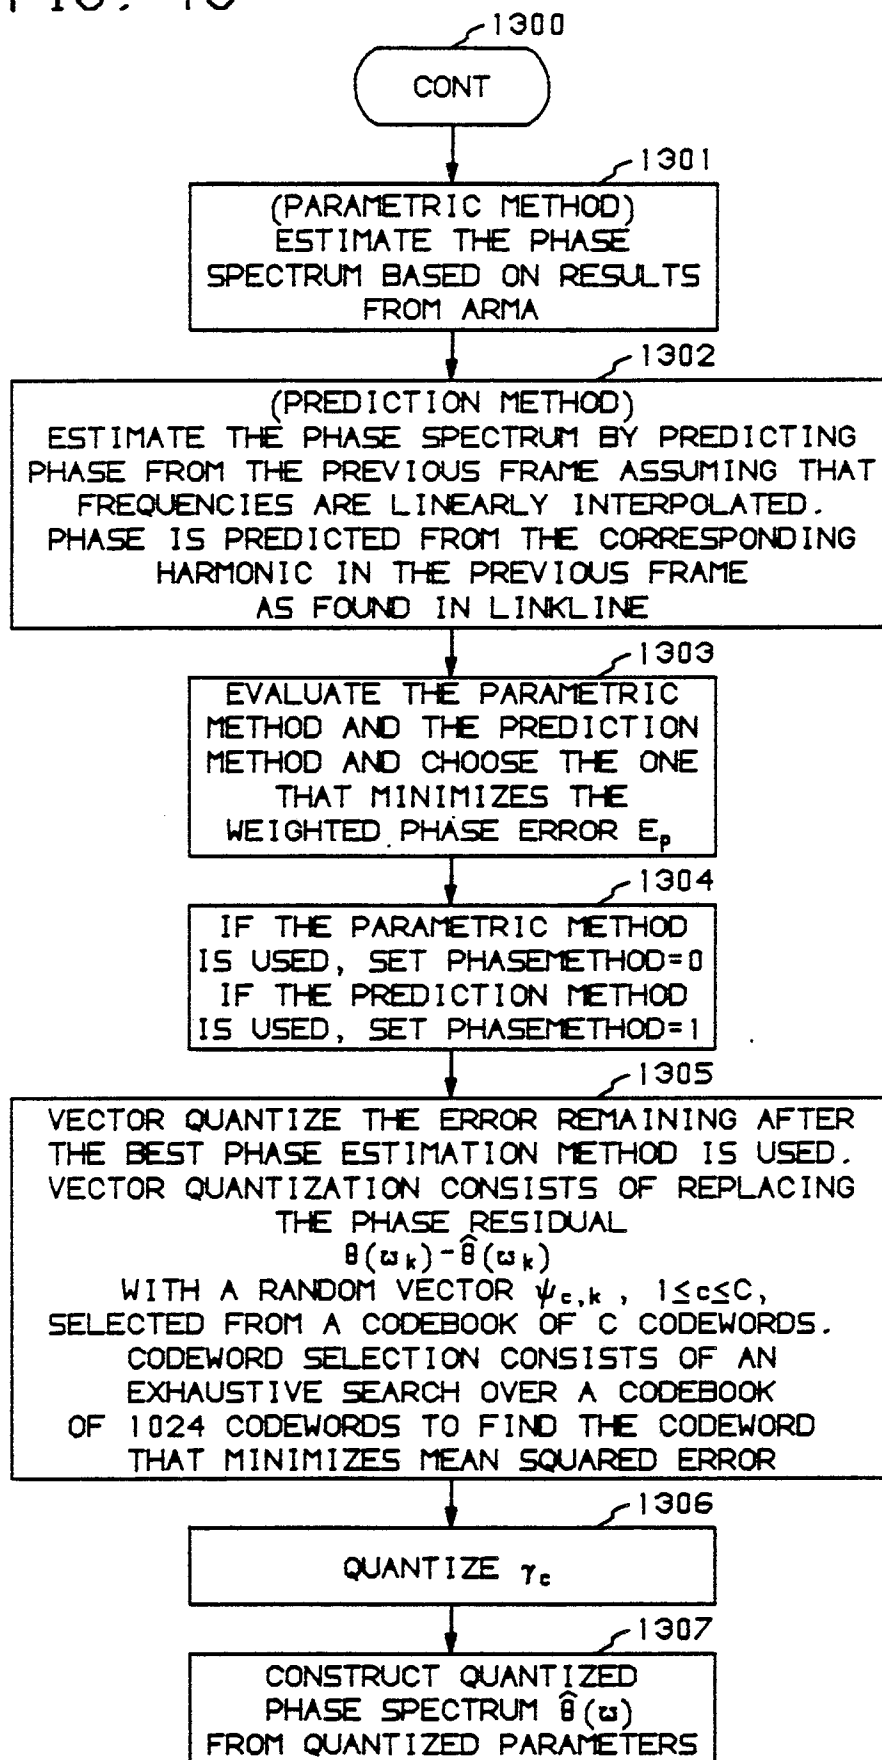 1300
CONT
1301
(PARAMETRIC METHOD)
ESTIMATE THE PHASE
SPECTRUM BASED ON RESULTS
FROM ARMA
1302
(PREDICTION METHOD)
ESTIMATE THE PHASE SPECTRUM BY PREDICTING
PHASE FROM THE PREVIOUS FRAME ASSUMING THAT
FREQUENCIES ARE LINEARLY INTERPOLATED.
PHASE IS PREDICTED FROM THE CORRESPONDING
HARMONIC IN THE PREVIOUS FRAME
AS FOUND IN LINKLINE
1303
EVALUATE THE PARAMETRIC
METHOD AND THE PREDICTION
METHOD AND CHOOSE THE ONE
THAT MINIMIZES THE
WEIGHTED PHASE ERROR Eₚ
1304
IF THE PARAMETRIC METHOD
IS USED, SET PHASEMETHOD=0
IF THE PREDICTION METHOD
IS USED, SET PHASEMETHOD=1
1305
VECTOR QUANTIZE THE ERROR REMAINING AFTER
THE BEST PHASE ESTIMATION METHOD IS USED.
VECTOR QUANTIZATION CONSISTS OF REPLACING
THE PHASE RESIDUAL
θ(ωₖ)-θ̂(ωₖ)
WITH A RANDOM VECTOR ψc,k , 1≤c≤C,
SELECTED FROM A CODEBOOK OF C CODEWORDS.
CODEWORD SELECTION CONSISTS OF AN
EXHAUSTIVE SEARCH OVER A CODEBOOK
OF 1024 CODEWORDS TO FIND THE CODEWORD
THAT MINIMIZES MEAN SQUARED ERROR
1306
QUANTIZE γc
1307
CONSTRUCT QUANTIZED
PHASE SPECTRUM θ̂(ω)
FROM QUANTIZED PARAMETERS